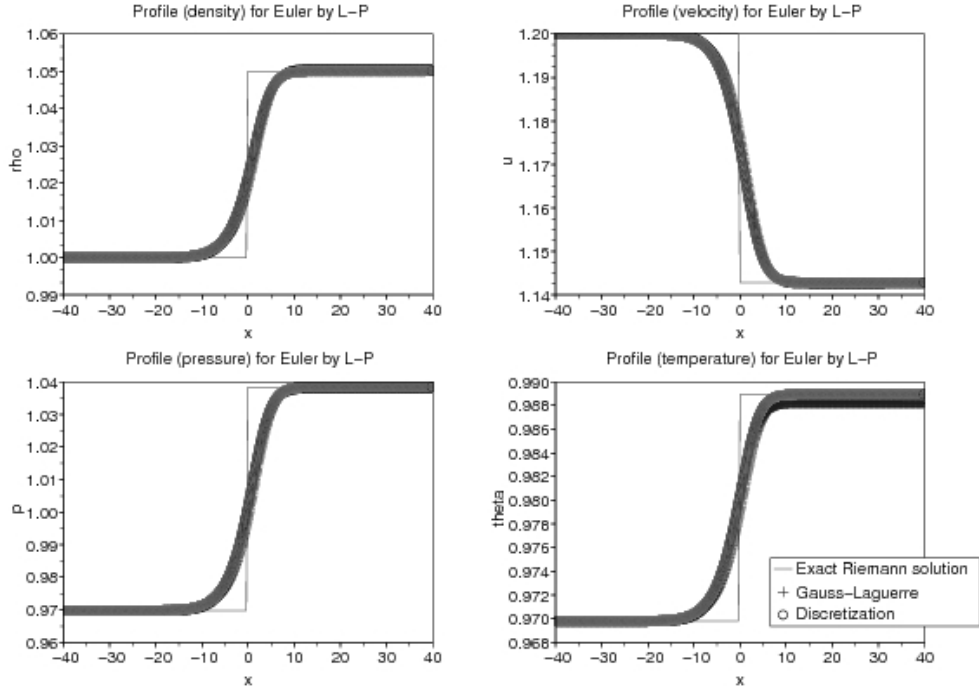 Profile (density) for Euler by L-P
Profile (velocity) for Euler by L-P
1.06
1.05
1.04
1.03
1.02
1.01
1.00
0.99
rho
-40 -30 -20 -10 0 10 20 30 40
x
1.20
1.19
1.18
1.17
1.16
1.15
1.14
u
-40 -30 -20 -10 0 10 20 30 40
x
Profile (pressure) for Euler by L-P
Profile (temperature) for Euler by L-P
1.04
1.03
1.02
1.01
1.00
0.99
0.98
0.97
0.96
p
-40 -30 -20 -10 0 10 20 30 40
x
0.990
0.988
0.986
0.984
0.982
0.980
0.978
0.976
0.974
0.972
0.970
0.968
theta
-40 -30 -20 -10 0 10 20 30 40
x
Exact Riemann solution
Gauss-Laguerre
Discretization